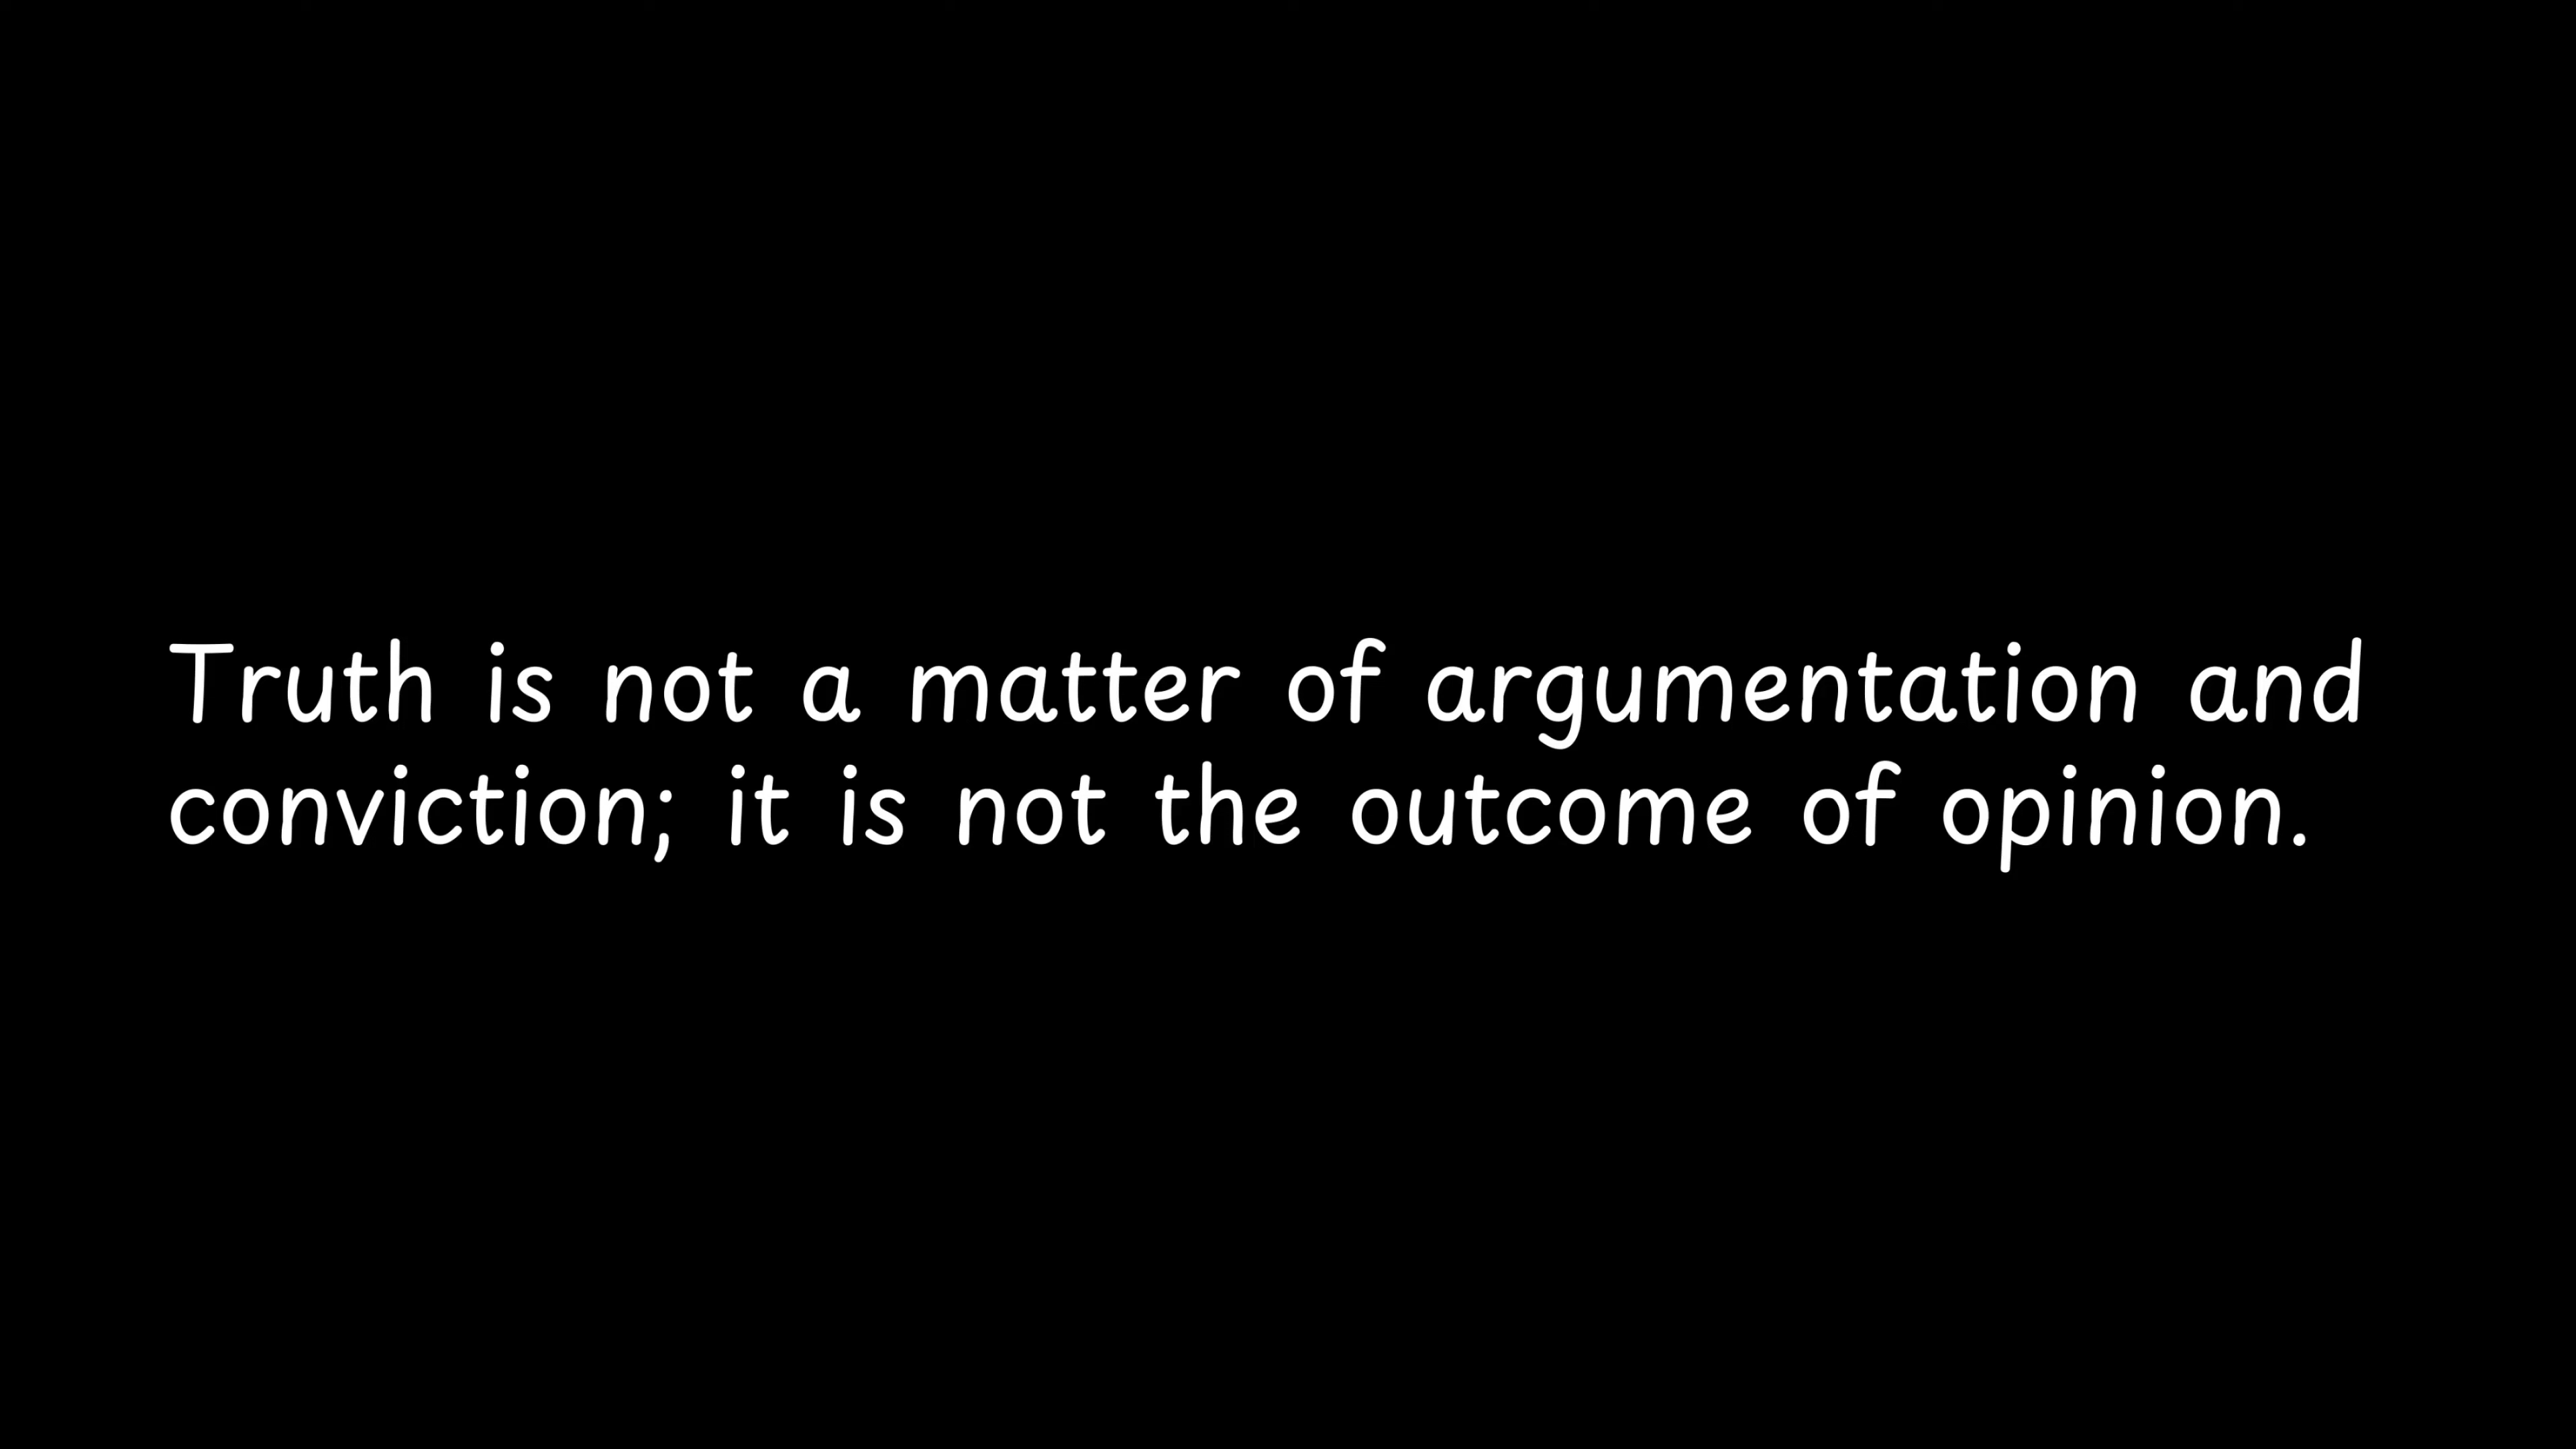 Truth is not a matter of argumentation and
conviction; it is not the outcome of opinion.